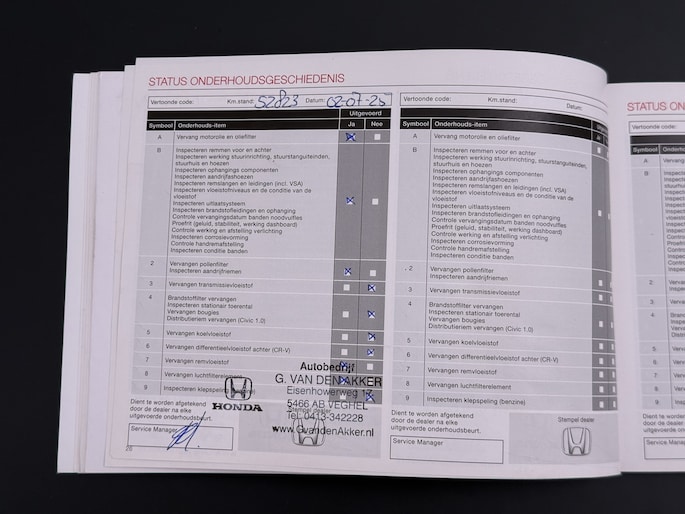 STATUS ONDERHOUDSGESCHIEDENIS
Vertoonde code: Km.stand: 52823 Datum: 02-07-25
Uitgevoerd
Symbool Onderhouds-item Ja Nee
A Vervang motorolie en oliefilter
B Inspecteren remmen voor en achter
Inspecteren werking stuurinrichting, stuurstanguiteinden,
stuurhuis en hoezen
Inspecteren ophangings componenten
Inspecteren aandrijfashoezen
Inspecteren remslangen en leidingen (incl. VSA)
Inspecteren vloeistofniveaus en de conditie van de
vloeistof
Inspecteren uitlaatsysteem
Inspecteren brandstofleidingen en ophanging
Controle vervangingsdatum banden noodvulfles
Proefrit (geluid, stabiliteit, werking dashboard)
Controle werking en afstelling verlichting
Inspecteren corrosievorming
Controle handremafstelling
Inspecteren conditie banden
2 Vervangen pollenfilter
Inspecteren aandrijfriemen
3 Vervangen transmissievloeistof
4 Brandstoffilter vervangen
Inspecteren stationair toerental
Vervangen bougies
Distributieriem vervangen (Civic 1.0)
5 Vervangen koelvloeistof
6 Vervangen differentieelvloeistof achter (CR-V)
7 Vervangen remvloeistof
8 Vervangen luchtfilterelement
9 Inspecteren klepspeling (benzine)
Dient te worden afgetekend
door de dealer na elke
uitgevoerde onderhoudsbeurt.
Service Manager
HONDA
Autobedrijf
G. VAN DEN AKKER
Eisenhowerweg
5466 AB VEGHEL
Tel. 0413-342228
www.GvandenAkker.nl
Stempel dealer
Vertoonde code: Km.stand: Datum:
Symbool Onderhouds-item
A Vervang motorolie en oliefilter
B Inspecteren remmen voor en achter
Inspecteren werking stuurinrichting, stuurstanguiteinden,
stuurhuis en hoezen
Inspecteren ophangings componenten
Inspecteren aandrijfashoezen
Inspecteren remslangen en leidingen (incl. VSA)
Inspecteren vloeistofniveaus en de conditie van de
vloeistof
Inspecteren uitlaatsysteem
Inspecteren brandstofleidingen en ophanging
Controle vervangingsdatum banden noodvulfles
Proefrit (geluid, stabiliteit, werking dashboard)
Controle werking en afstelling verlichting
Inspecteren corrosievorming
Controle handremafstelling
Inspecteren conditie banden
2 Vervangen pollenfilter
Inspecteren aandrijfriemen
3 Vervangen transmissievloeistof
4 Brandstoffilter vervangen
Inspecteren stationair toerental
Vervangen bougies
Distributieriem vervangen (Civic 1.0)
5 Vervangen koelvloeistof
6 Vervangen differentieelvloeistof achter (CR-V)
7 Vervangen remvloeistof
8 Vervangen luchtfilterelement
9 Inspecteren klepspeling (benzine)
Dient te worden afgetekend
door de dealer na elke
uitgevoerde onderhoudsbeurt.
Service Manager
Stempel dealer
STATUS ON
Vertoonde code:
Symbool
A
B